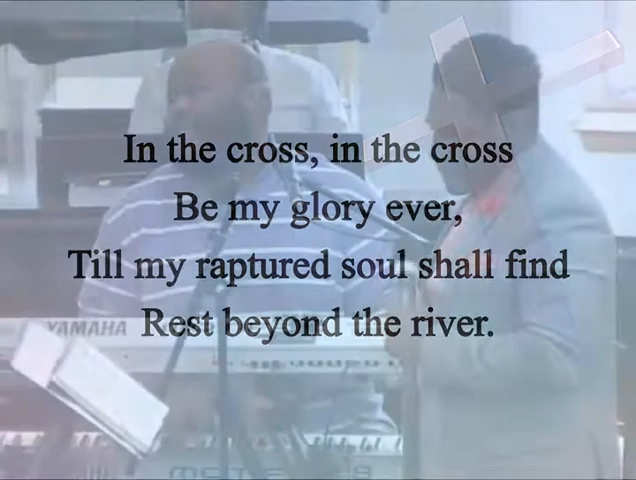 In the cross, in the cross
Be my glory ever,
Till my raptured soul shall find
Rest beyond the river.
YAMAHA